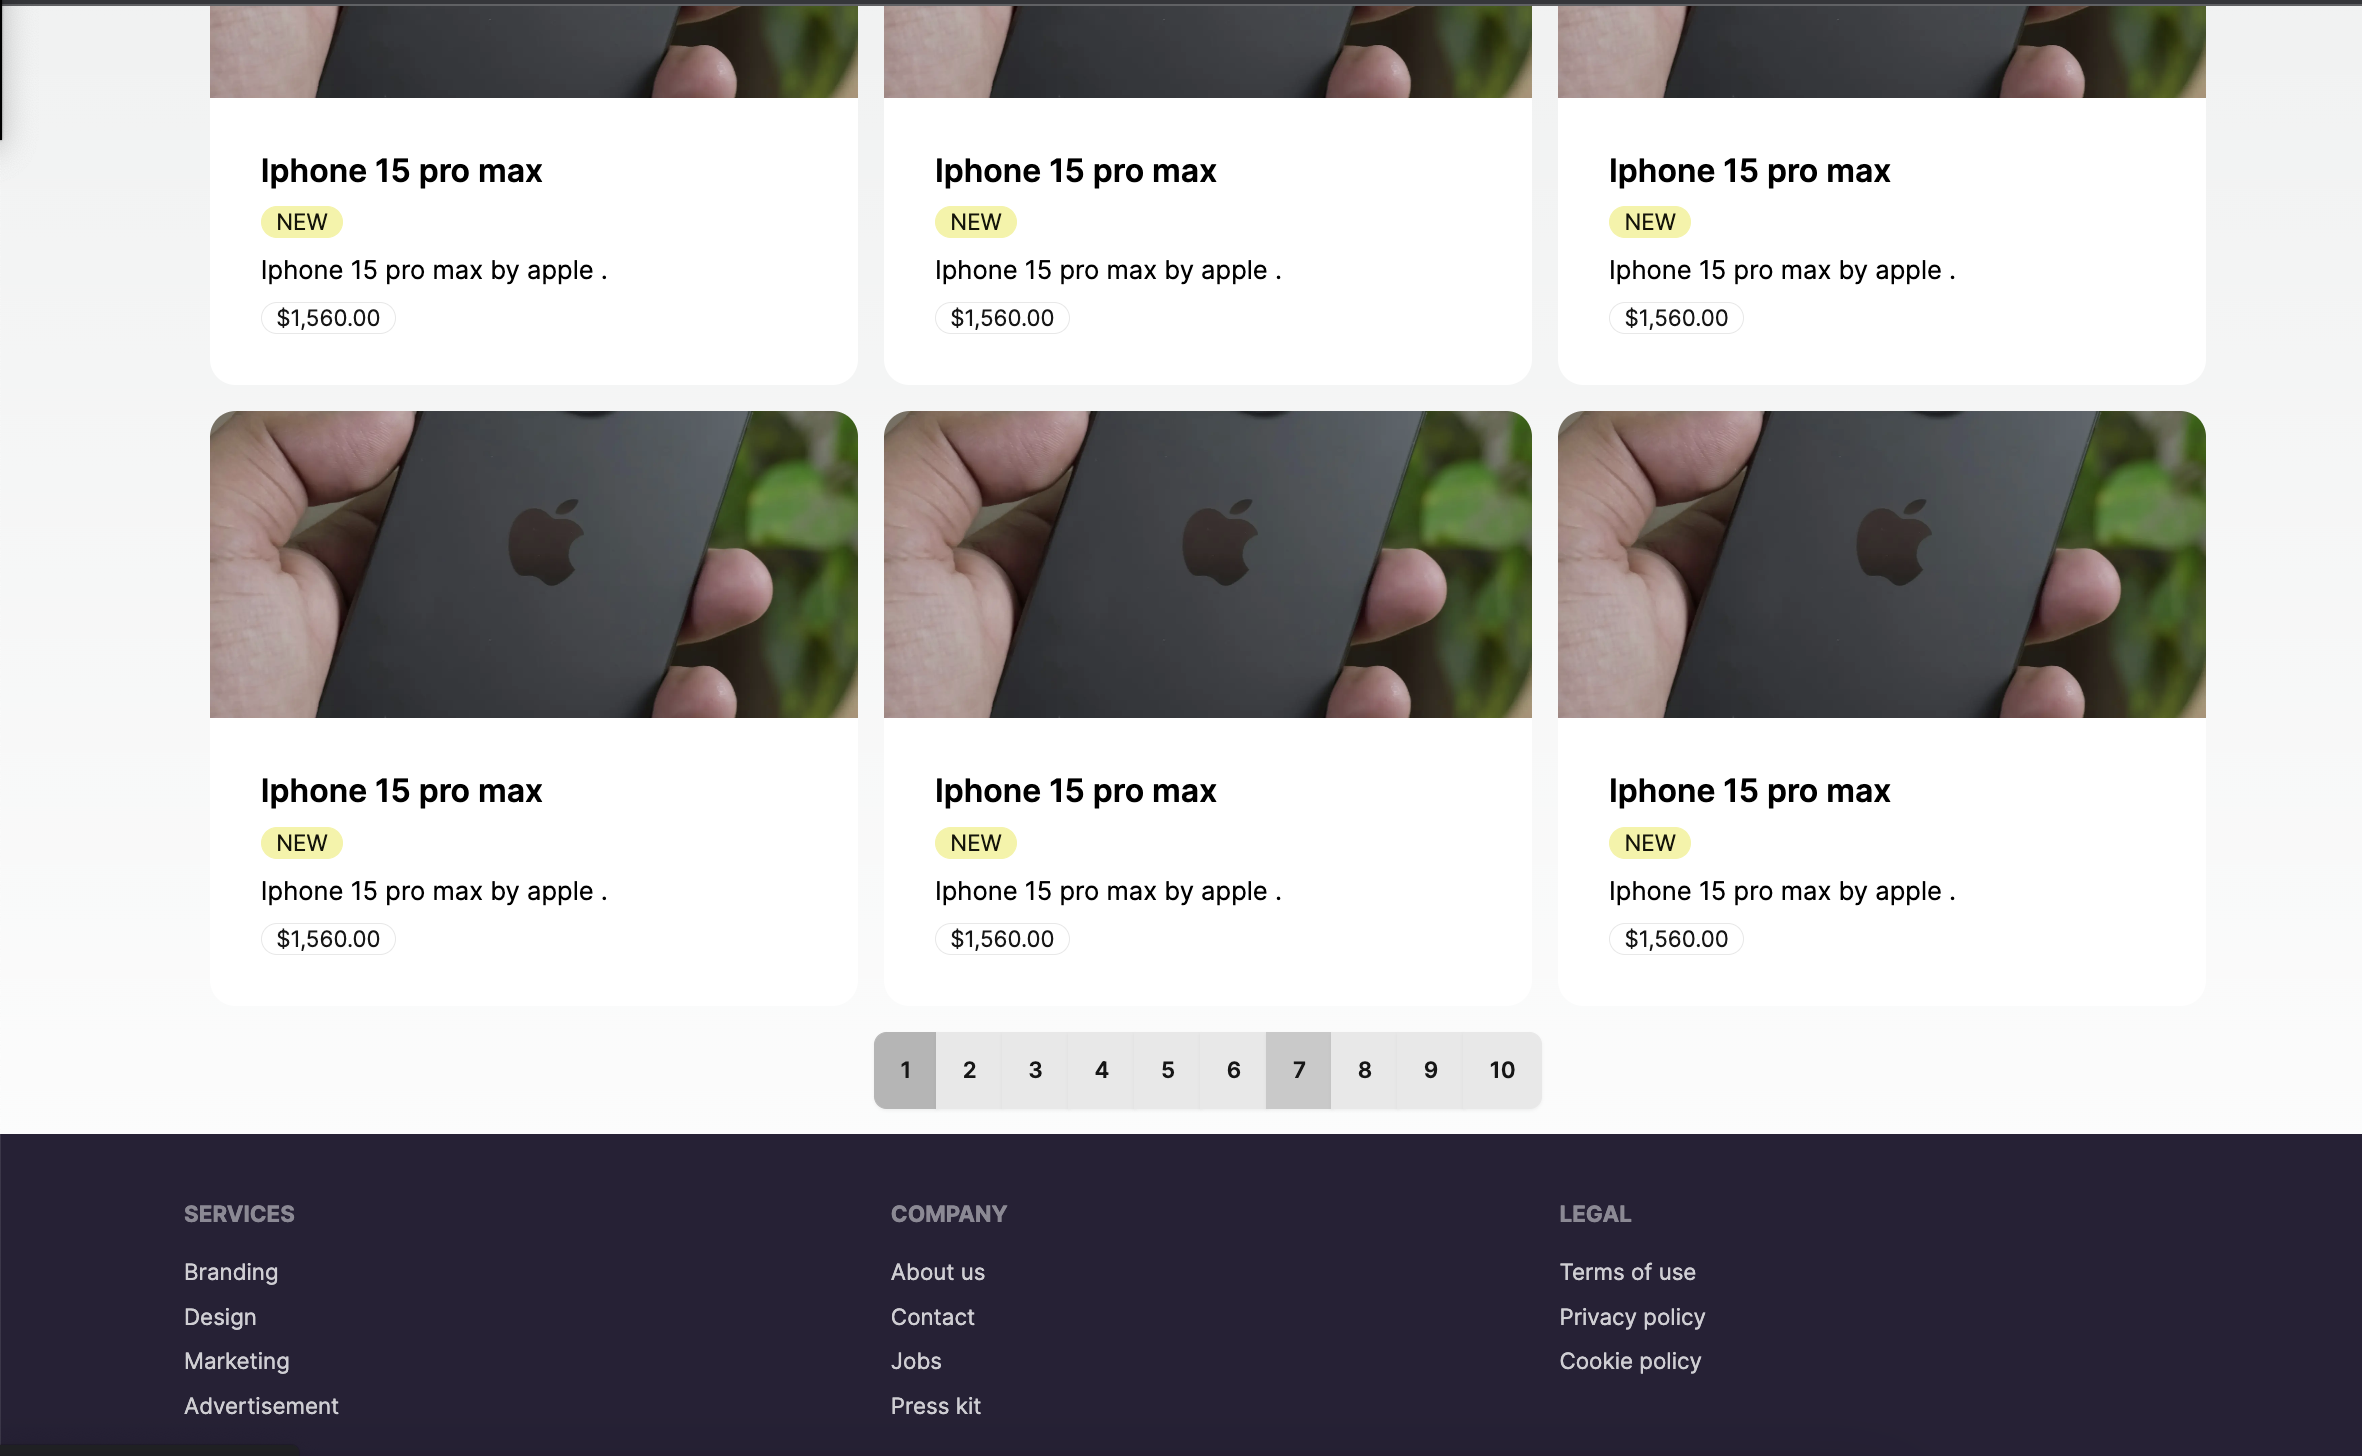 Iphone 15 pro max
NEW
Iphone 15 pro max by apple .
$1,560.00
Iphone 15 pro max
NEW
Iphone 15 pro max by apple .
$1,560.00
Iphone 15 pro max
NEW
Iphone 15 pro max by apple .
$1,560.00
Iphone 15 pro max
NEW
Iphone 15 pro max by apple .
$1,560.00
Iphone 15 pro max
NEW
Iphone 15 pro max by apple .
$1,560.00
Iphone 15 pro max
NEW
Iphone 15 pro max by apple .
$1,560.00
1 2 3 4 5 6 7 8 9 10
SERVICES
Branding
Design
Marketing
Advertisement
COMPANY
About us
Contact
Jobs
Press kit
LEGAL
Terms of use
Privacy policy
Cookie policy